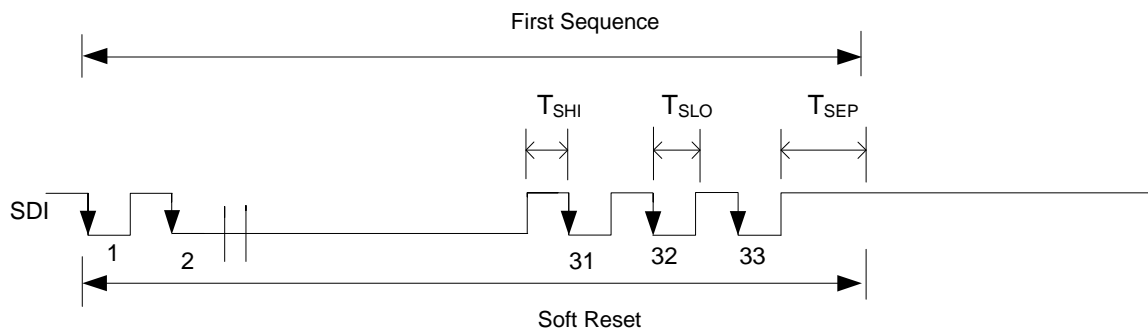 First Sequence
TSHI TSLO TSEP
SDI
1 2 31 32 33
Soft Reset